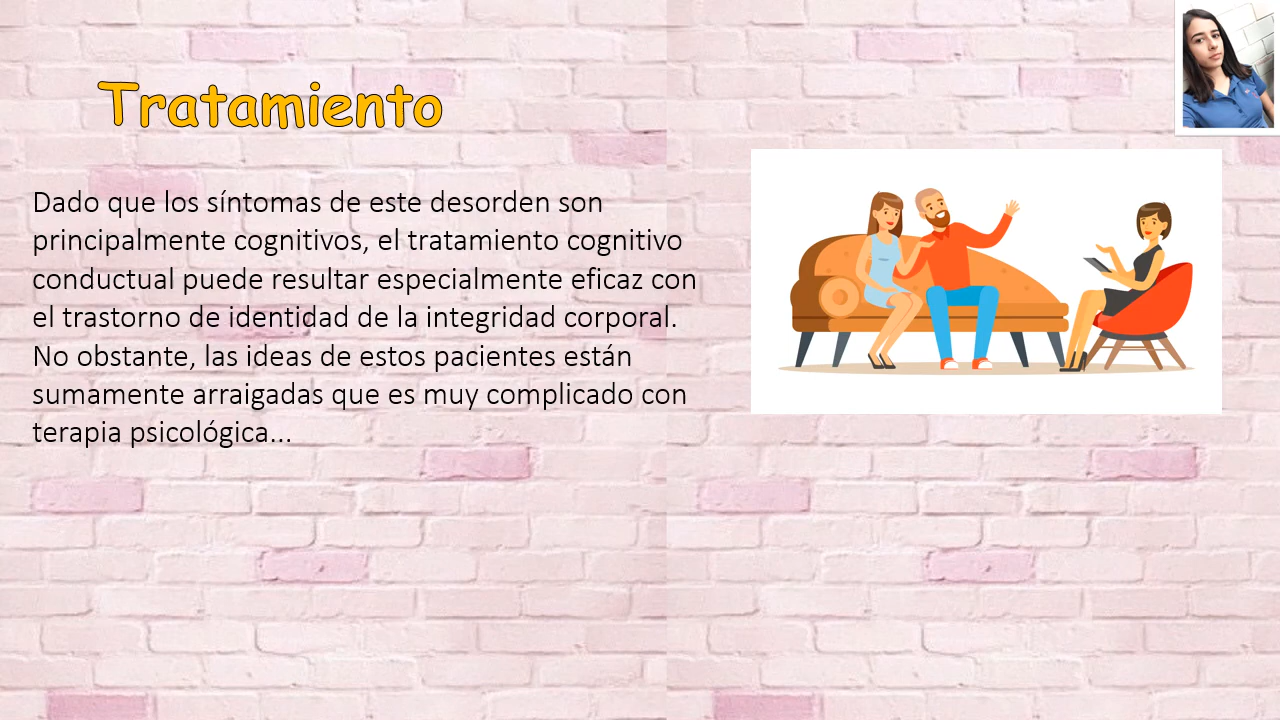 Tratamiento
Dado que los síntomas de este desorden son
principalmente cognitivos, el tratamiento cognitivo
conductual puede resultar especialmente eficaz con
el trastorno de identidad de la integridad corporal.
No obstante, las ideas de estos pacientes están
sumamente arraigadas que es muy complicado con
terapia psicológica...